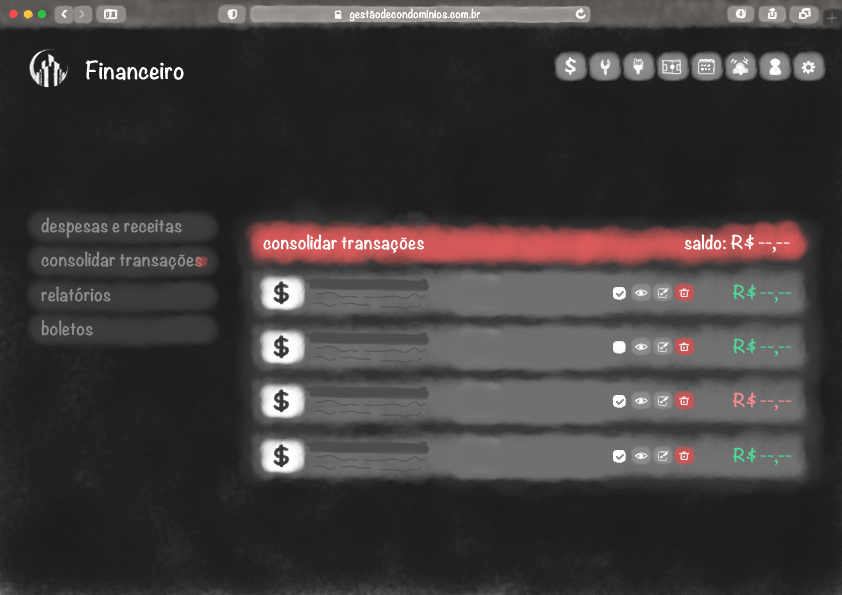 gestãodecondominios.com.br
Financeiro
despesas e receitas
consolidar transações
relatórios
boletos
consolidar transações saldo: R$ --,--
$ R$ --,--
$ R$ --,--
$ R$ --,--
$ R$ --,--